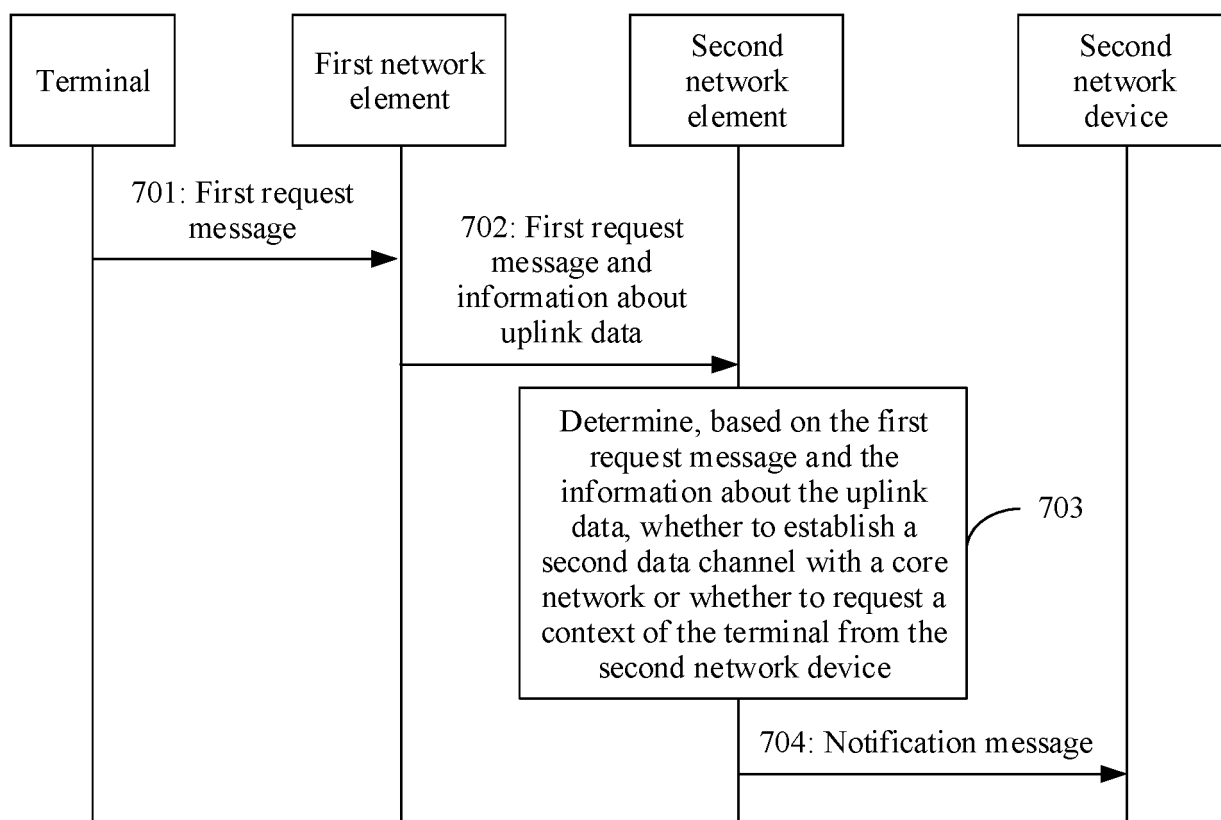 Terminal
First network
element
Second
network
element
Second
network
device
701: First request
message
702: First request
message and
information about
uplink data
Determine, based on the first
request message and the
information about the uplink
data, whether to establish a
second data channel with a core
network or whether to request a
context of the terminal from the
second network device
703
704: Notification message